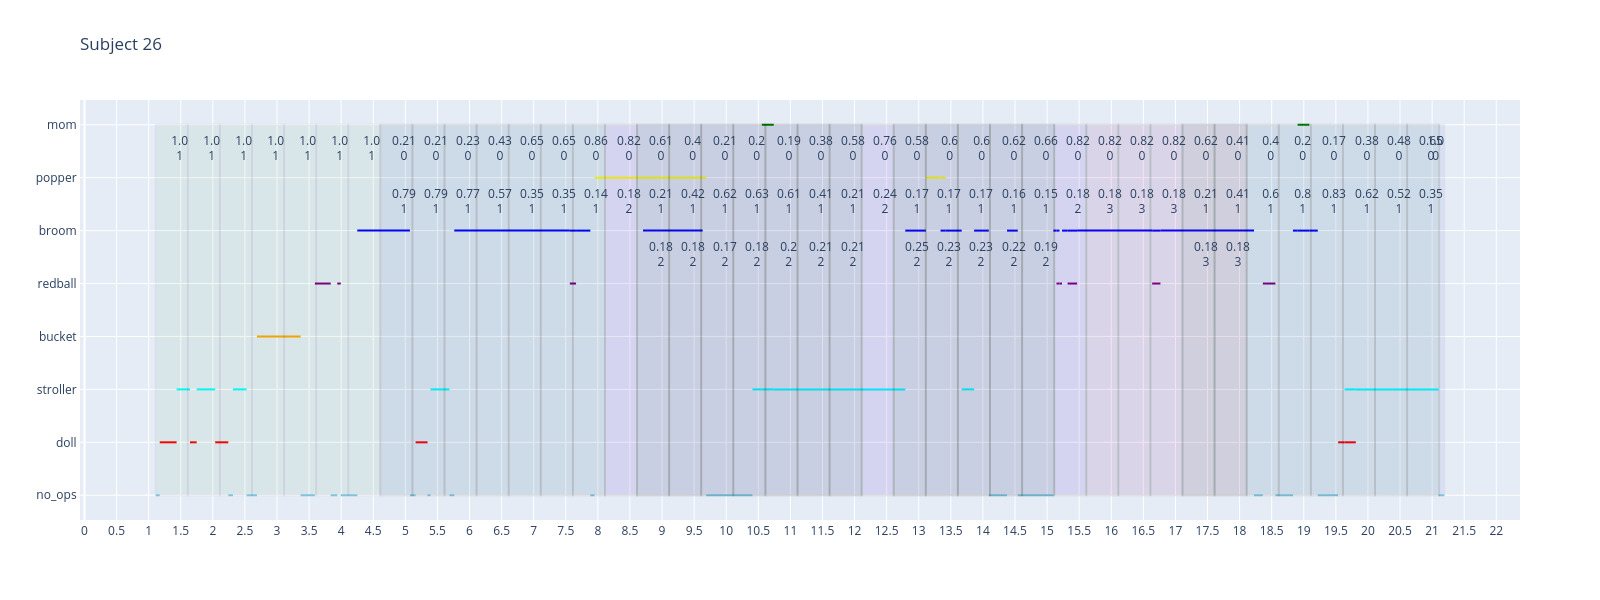 Subject 26
mom
1.0 1.0 1.0 1.0 1.0 1.0 1.0 0.21 0.21 0.23 0.43 0.65 0.65 0.86 0.82 0.61 0.4 0.21 0.2 0.19 0.38 0.58 0.76 0.58 0.6 0.6 0.62 0.66 0.82 0.82 0.82 0.82 0.62 0.41 0.4 0.2 0.17 0.38 0.48
1 1 1 1 1 1 1 0 0 0 0 0 0 0 0 0 0 0 0 0 0 0 0 0 0 0 0 0 0 0 0 0 0 0 0 0 0 0 0 0 0
popper
0.79 0.79 0.77 0.57 0.35 0.35 0.14 0.18 0.21 0.42 0.62 0.63 0.61 0.41 0.21 0.24 0.17 0.17 0.17 0.16 0.15 0.18 0.18 0.18 0.18 0.21 0.41 0.6 0.8 0.83 0.62 0.52 0.35
1 1 1 1 1 1 1 2 1 1 1 1 1 1 1 2 1 1 1 1 1 2 3 3 3 1 1 1 1 1 1 1 1
broom
0.18 0.18 0.17 0.18 0.2 0.21 0.21 0.25 0.23 0.23 0.22 0.19 0.18 0.18
2 2 2 2 2 2 2 2 2 2 2 2 3 3
redball
bucket
stroller
doll
no_ops
0 0.5 1 1.5 2 2.5 3 3.5 4 4.5 5 5.5 6 6.5 7 7.5 8 8.5 9 9.5 10 10.5 11 11.5 12 12.5 13 13.5 14 14.5 15 15.5 16 16.5 17 17.5 18 18.5 19 19.5 20 20.5 21 21.5 22